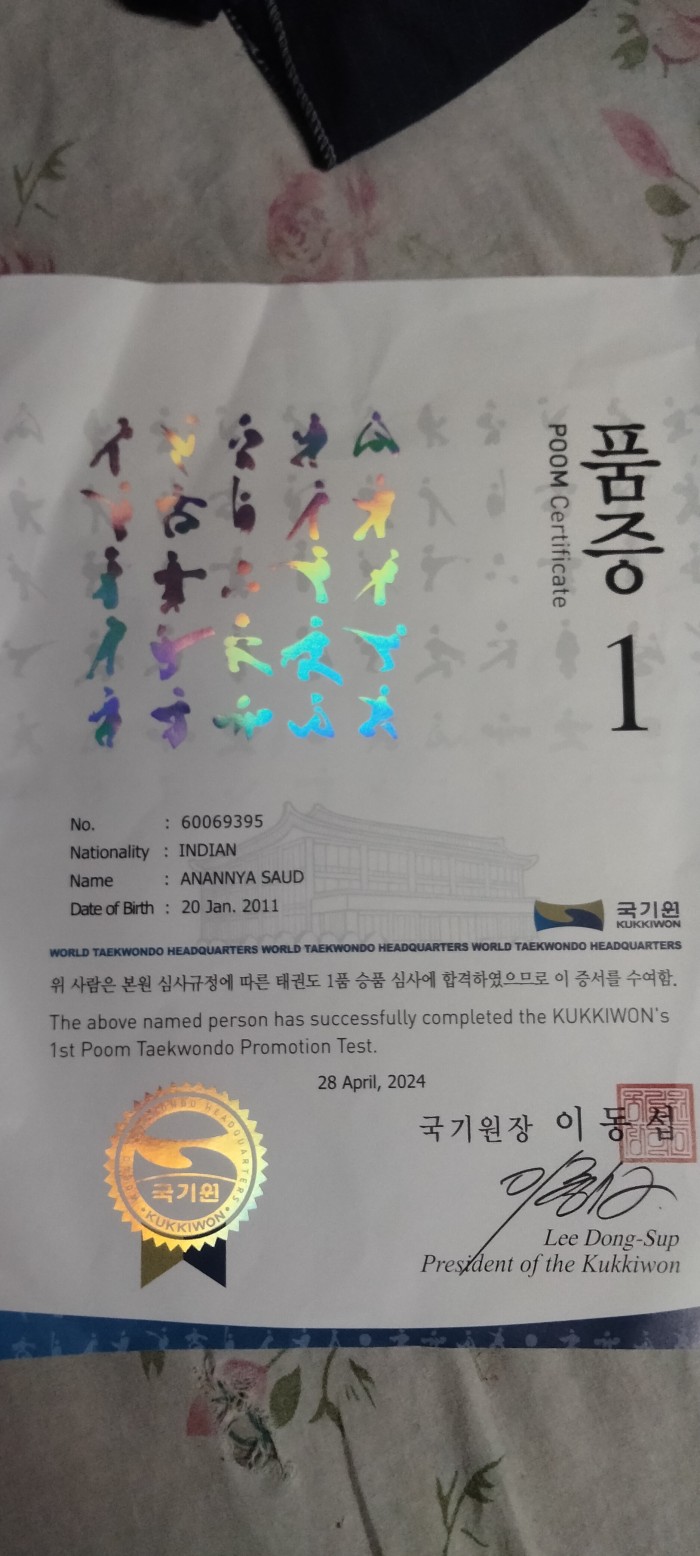 품증 1
POOM Certificate
No. : 60069395
Nationality : INDIAN
Name : ANANNYA SAUD
Date of Birth : 20 Jan. 2011
국기원
KUKKIWON
WORLD TAEKWONDO HEADQUARTERS WORLD TAEKWONDO HEADQUARTERS WORLD TAEKWONDO HEADQUARTERS
위 사람은 본원 심사규정에 따른 태권도 1품 승품 심사에 합격하였으므로 이 증서를 수여함.
The above named person has successfully completed the KUKKIWON's
1st Poom Taekwondo Promotion Test.
28 April, 2024
국기원장 이동섭
Lee Dong-Sup
President of the Kukkiwon
국기원
KUKKIWON